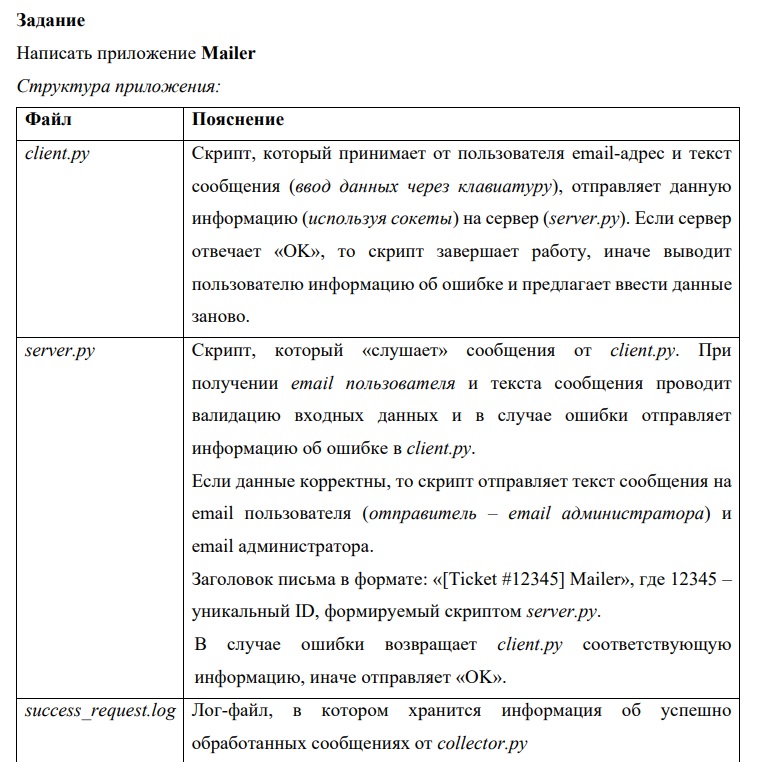 Задание
Написать приложение Mailer
Структура приложения:
Файл Пояснение
client.py Скрипт, который принимает от пользователя email-адрес и текст
сообщения (ввод данных через клавиатуру), отправляет данную
информацию (используя сокеты) на сервер (server.py). Если сервер
отвечает «OK», то скрипт завершает работу, иначе выводит
пользователю информацию об ошибке и предлагает ввести данные
заново.
server.py Скрипт, который «слушает» сообщения от client.py. При
получении email пользователя и текста сообщения проводит
валидацию входных данных и в случае ошибки отправляет
информацию об ошибке в client.py.
Если данные корректны, то скрипт отправляет текст сообщения на
email пользователя (отправитель – email администратора) и
email администратора.
Заголовок письма в формате: «[Ticket #12345] Mailer», где 12345 –
уникальный ID, формируемый скриптом server.py.
В случае ошибки возвращает client.py соответствующую
информацию, иначе отправляет «OK».
success_request.log Лог-файл, в котором хранится информация об успешно
обработанных сообщениях от collector.py